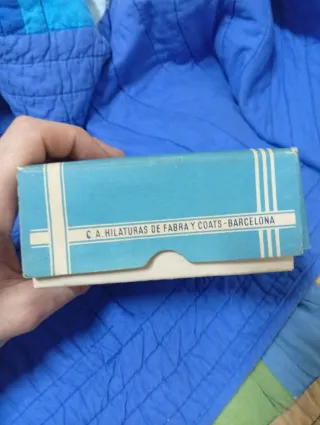 C. A. HILATURAS DE FABRA Y COATS - BARCELONA